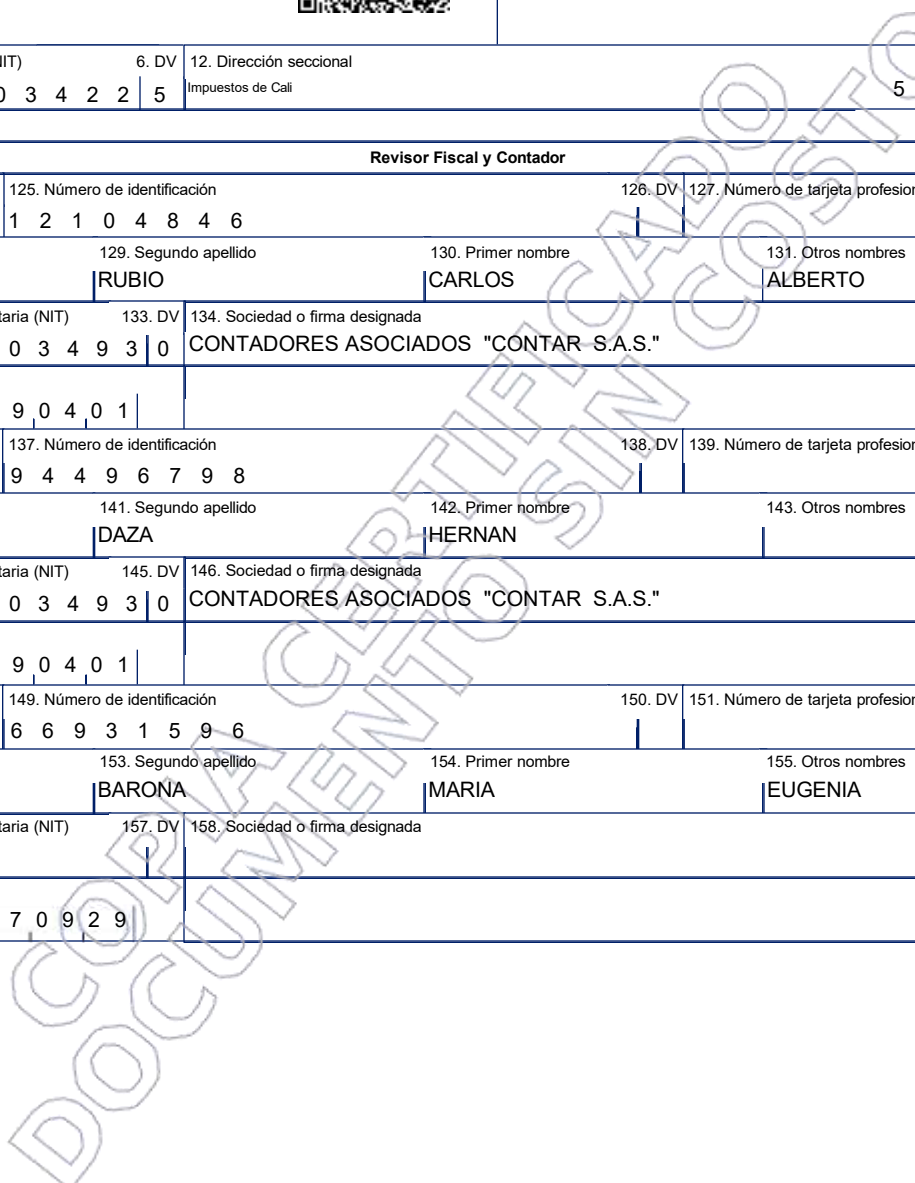 NIT) 6. DV 12. Dirección seccional
0 3 4 2 2 5 Impuestos de Cali 5
Revisor Fiscal y Contador
125. Número de identificación 126. DV 127. Número de tarjeta profesion
1 2 1 0 4 8 4 6
129. Segundo apellido 130. Primer nombre 131. Otros nombres
RUBIO CARLOS ALBERTO
taria (NIT) 133. DV 134. Sociedad o firma designada
0 3 4 9 3 0 CONTADORES ASOCIADOS "CONTAR S.A.S."
9 0 4 0 1
137. Número de identificación 138. DV 139. Número de tarjeta profesion
9 4 4 9 6 7 9 8
141. Segundo apellido 142. Primer nombre 143. Otros nombres
DAZA HERNAN
taria (NIT) 145. DV 146. Sociedad o firma designada
0 3 4 9 3 0 CONTADORES ASOCIADOS "CONTAR S.A.S."
9 0 4 0 1
149. Número de identificación 150. DV 151. Número de tarjeta profesion
6 6 9 3 1 5 9 6
153. Segundo apellido 154. Primer nombre 155. Otros nombres
BARONA MARIA EUGENIA
taria (NIT) 157. DV 158. Sociedad o firma designada
7 0 9 2 9
COPIA CERTIFICADO
DOCUMENTO SIN COSTO